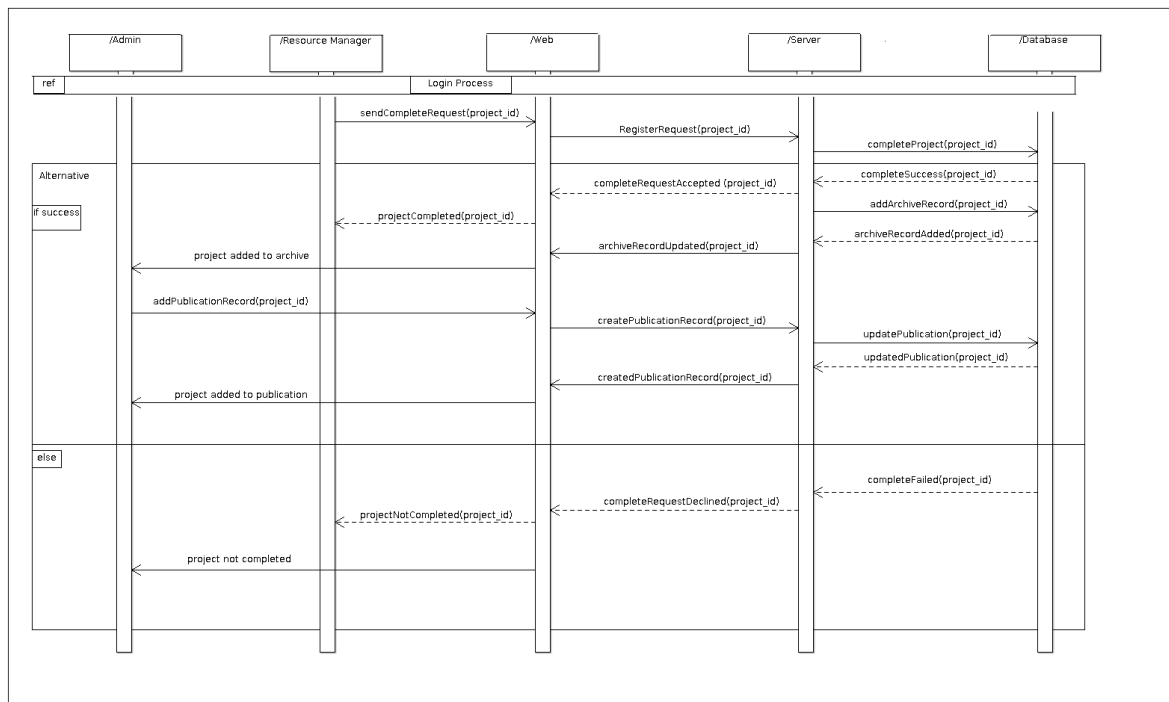 /Admin
/Resource Manager
/Web
/Server
/Database
ref
Login Process
sendCompleteRequest(project_id)
RegisterRequest(project_id)
completeProject(project_id)
Alternative
completeSuccess(project_id)
completeRequestAccepted (project_id)
if success
projectCompleted(project_id)
addArchiveRecord(project_id)
archiveRecordAdded(project_id)
archiveRecordUpdated(project_id)
project added to archive
addPublicationRecord(project_id)
createPublicationRecord(project_id)
updatePublication(project_id)
updatedPublication(project_id)
createdPublicationRecord(project_id)
project added to publication
else
completeFailed(project_id)
completeRequestDeclined(project_id)
projectNotCompleted(project_id)
project not completed